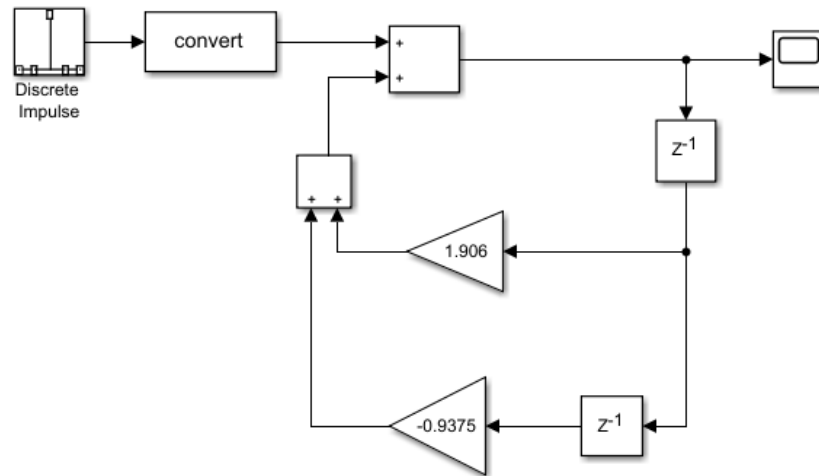 convert
+
+
Discrete
Impulse
Z-1
+ +
1.906
-0.9375
Z-1